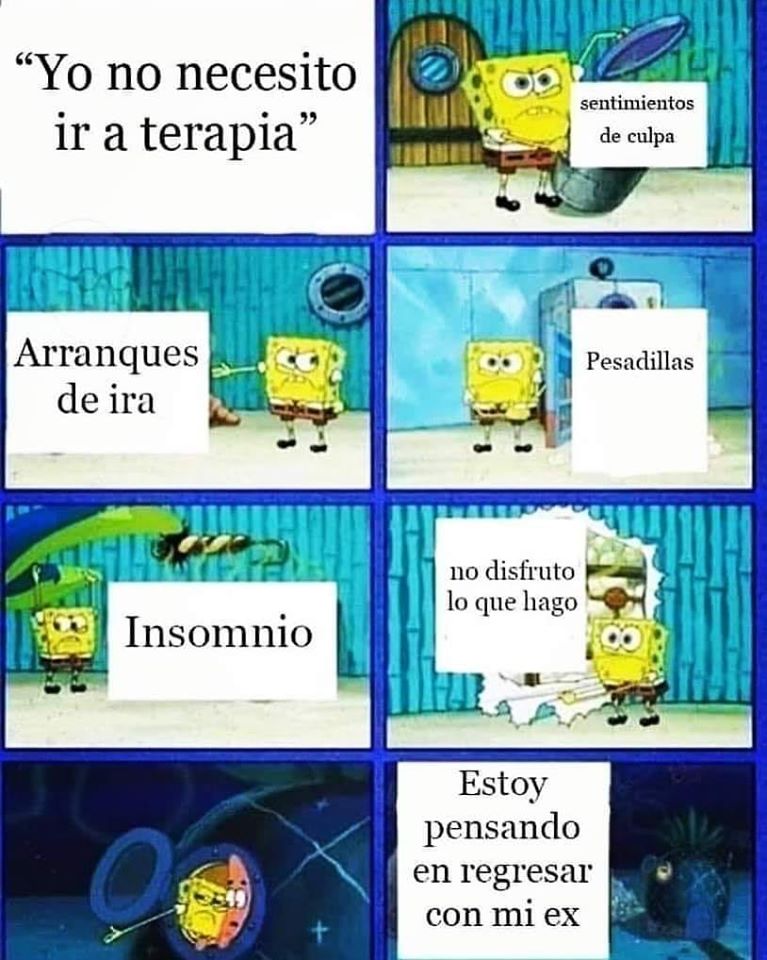 “Yo no necesito
ir a terapia”
sentimientos
de culpa
Arranques
de ira
Pesadillas
Insomnio
no disfruto
lo que hago
Estoy
pensando
en regresar
con mi ex